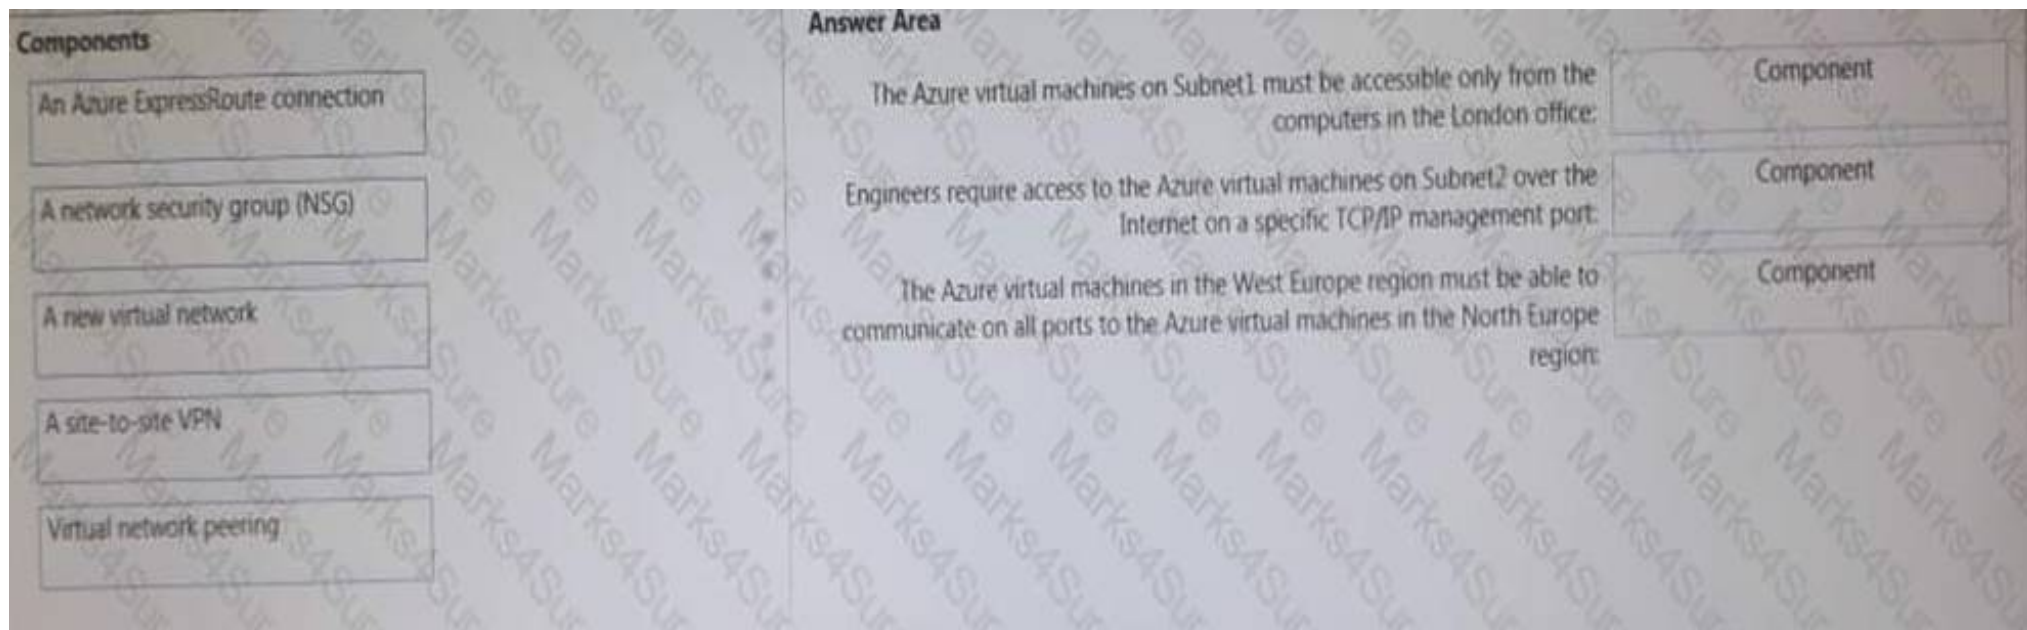 Components
An Azure ExpressRoute connection
A network security group (NSG)
A new virtual network
A site-to-site VPN
Virtual network peering
Answer Area
The Azure virtual machines on Subnet1 must be accessible only from the
computers in the London office:
Component
Engineers require access to the Azure virtual machines on Subnet2 over the
Internet on a specific TCP/IP management port:
Component
The Azure virtual machines in the West Europe region must be able to
communicate on all ports to the Azure virtual machines in the North Europe
region:
Component
Marks4Sure